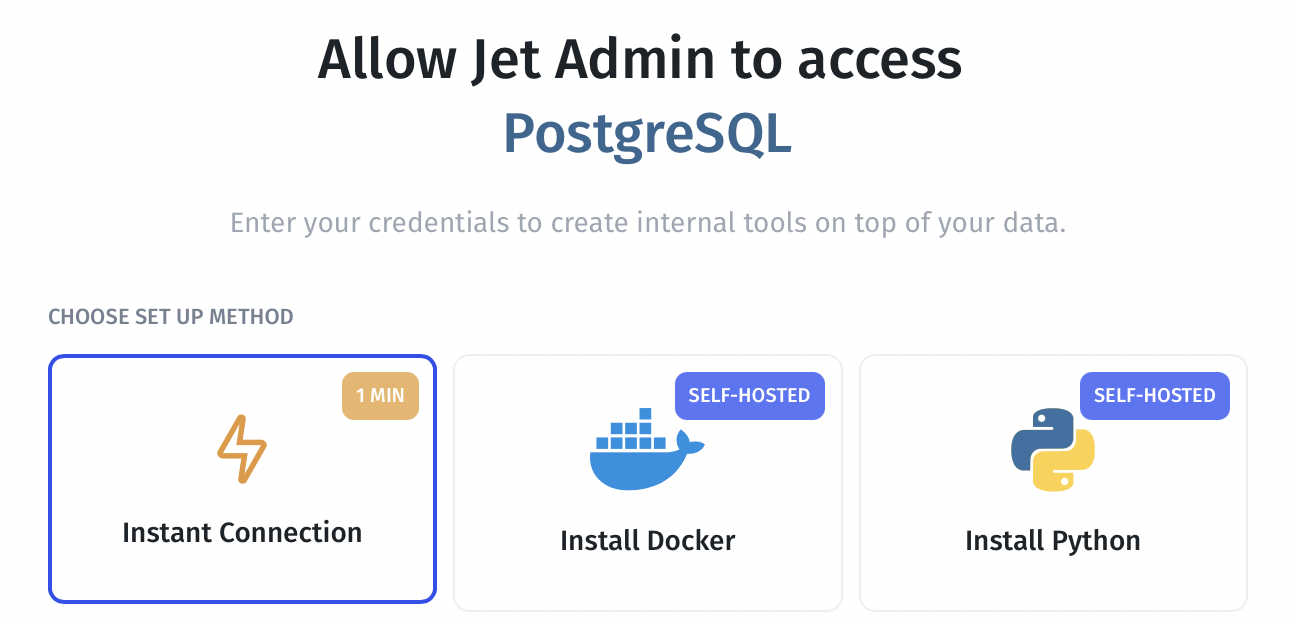 Allow Jet Admin to access
PostgreSQL
Enter your credentials to create internal tools on top of your data.
CHOOSE SET UP METHOD
1 MIN
Instant Connection
SELF-HOSTED
Install Docker
SELF-HOSTED
Install Python